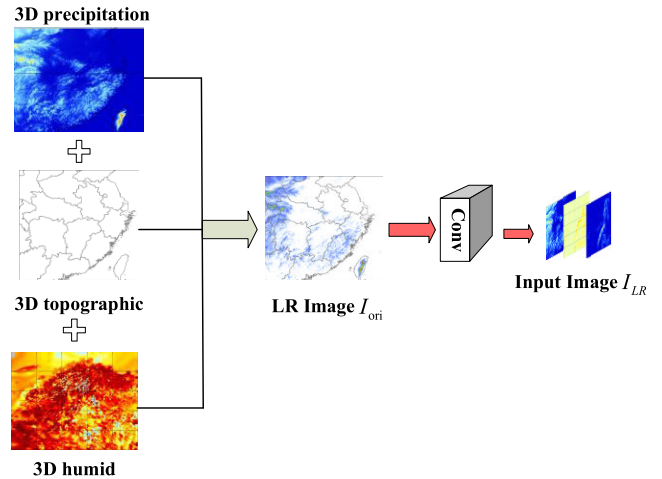 3D precipitation
3D topographic
3D humid
LR Image I_ori
Conv
Input Image I_LR